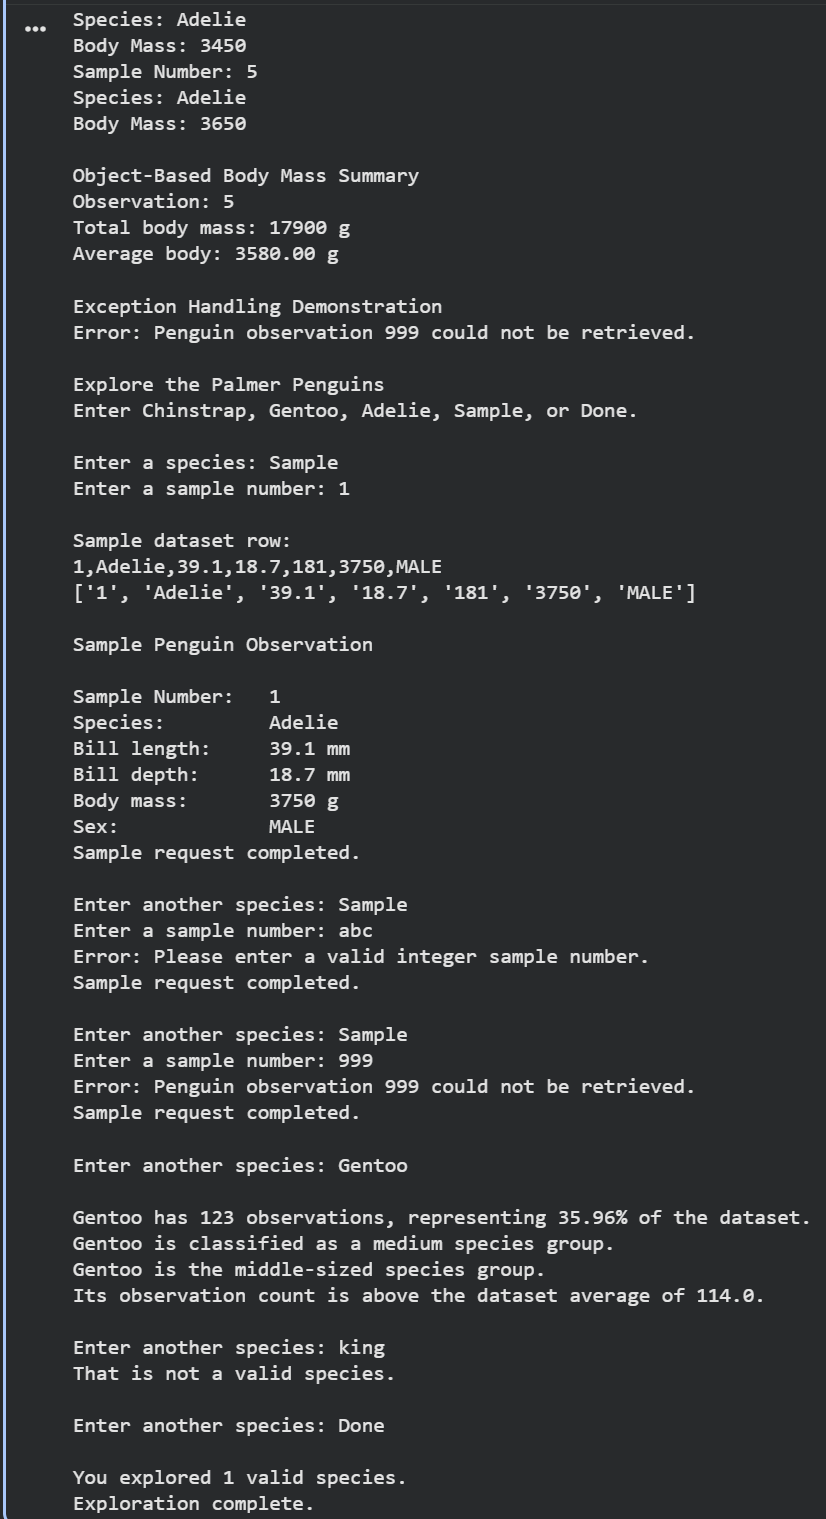 Species: Adelie
Body Mass: 3450
Sample Number: 5
Species: Adelie
Body Mass: 3650
Object-Based Body Mass Summary
Observation: 5
Total body mass: 17900 g
Average body: 3580.00 g
Exception Handling Demonstration
Error: Penguin observation 999 could not be retrieved.
Explore the Palmer Penguins
Enter Chinstrap, Gentoo, Adelie, Sample, or Done.
Enter a species: Sample
Enter a sample number: 1
Sample dataset row:
1,Adelie,39.1,18.7,181,3750,MALE
['1', 'Adelie', '39.1', '18.7', '181', '3750', 'MALE']
Sample Penguin Observation
Sample Number:   1
Species:         Adelie
Bill length:     39.1 mm
Bill depth:      18.7 mm
Body mass:       3750 g
Sex:             MALE
Sample request completed.
Enter another species: Sample
Enter a sample number: abc
Error: Please enter a valid integer sample number.
Sample request completed.
Enter another species: Sample
Enter a sample number: 999
Error: Penguin observation 999 could not be retrieved.
Sample request completed.
Enter another species: Gentoo
Gentoo has 123 observations, representing 35.96% of the dataset.
Gentoo is classified as a medium species group.
Gentoo is the middle-sized species group.
Its observation count is above the dataset average of 114.0.
Enter another species: king
That is not a valid species.
Enter another species: Done
You explored 1 valid species.
Exploration complete.